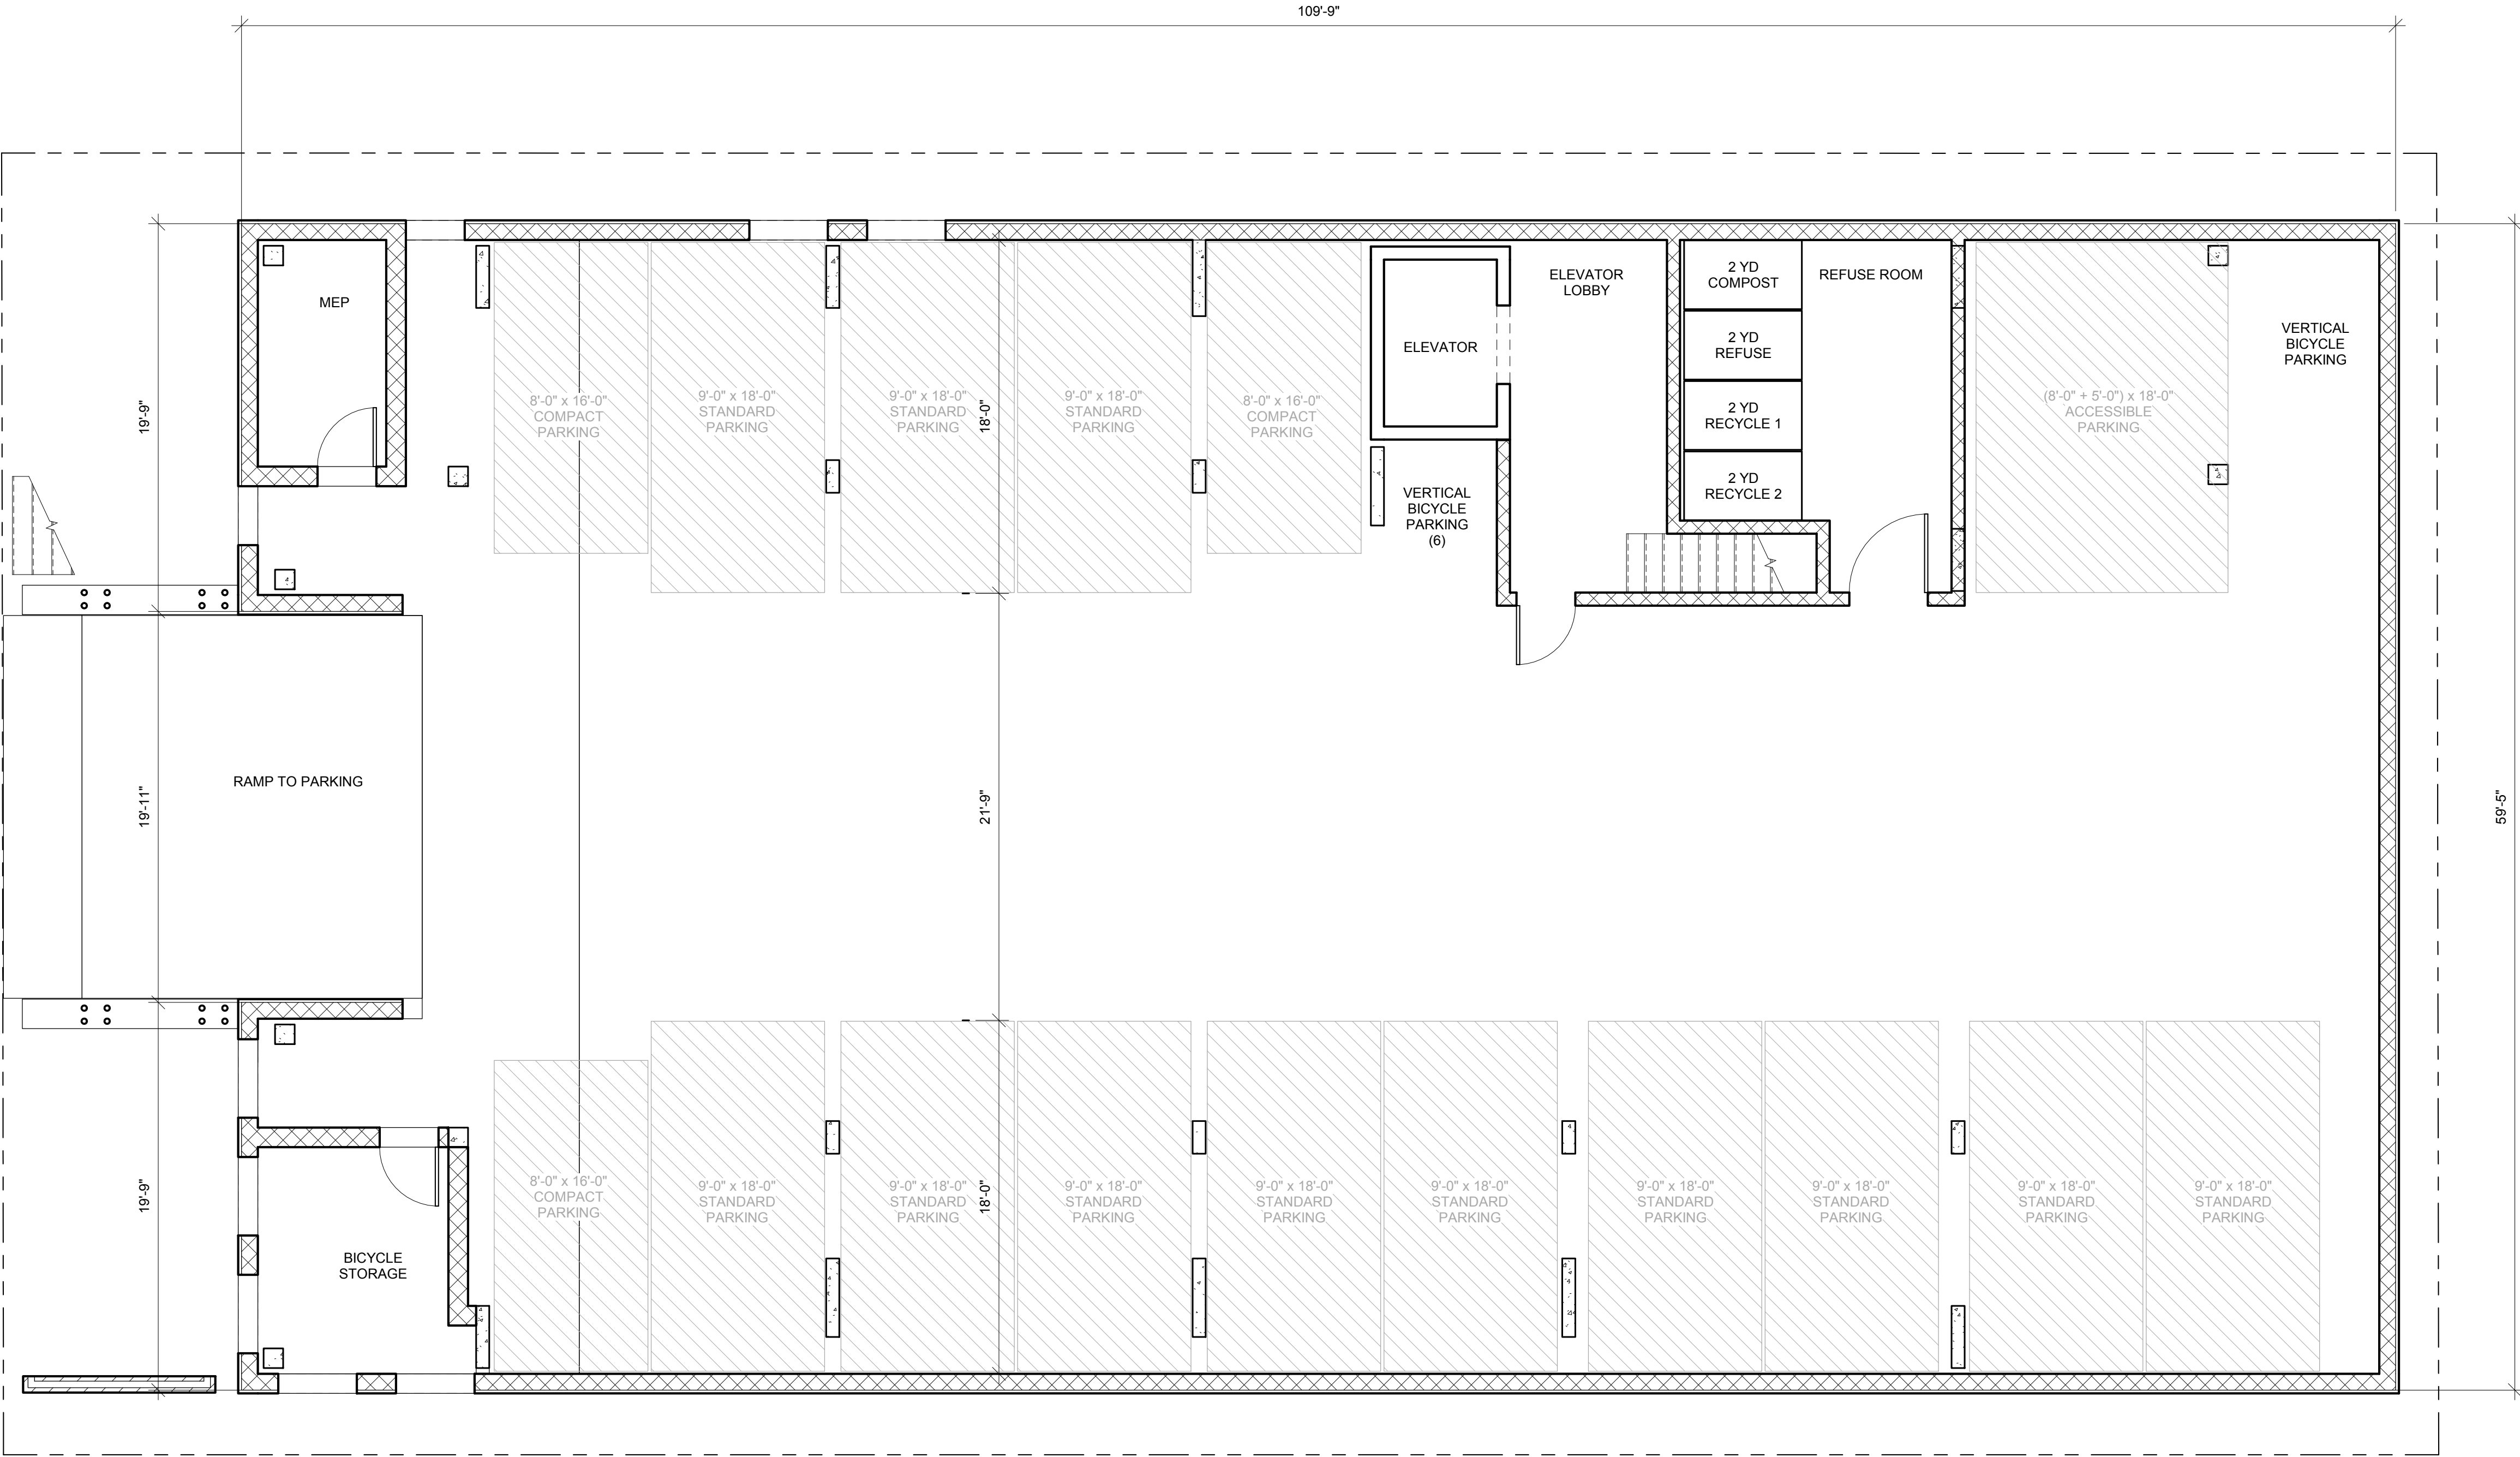 109'-9"
MEP
ELEVATOR
ELEVATOR
LOBBY
2 YD
COMPOST
REFUSE ROOM
2 YD
REFUSE
2 YD
RECYCLE 1
2 YD
RECYCLE 2
VERTICAL
BICYCLE
PARKING
19'-9"
8'-0" x 16'-0"
COMPACT
PARKING
9'-0" x 18'-0"
STANDARD
PARKING
9'-0" x 18'-0"
STANDARD
PARKING
18'-0"
9'-0" x 18'-0"
STANDARD
PARKING
8'-0" x 16'-0"
COMPACT
PARKING
(8'-0" + 5'-0") x 18'-0"
ACCESSIBLE
PARKING
VERTICAL
BICYCLE
PARKING
(6)
RAMP TO PARKING
19'-11"
21'-9"
59'-5"
19'-9"
8'-0" x 16'-0"
COMPACT
PARKING
9'-0" x 18'-0"
STANDARD
PARKING
9'-0" x 18'-0"
STANDARD
PARKING
18'-0"
9'-0" x 18'-0"
STANDARD
PARKING
9'-0" x 18'-0"
STANDARD
PARKING
9'-0" x 18'-0"
STANDARD
PARKING
9'-0" x 18'-0"
STANDARD
PARKING
9'-0" x 18'-0"
STANDARD
PARKING
9'-0" x 18'-0"
STANDARD
PARKING
9'-0" x 18'-0"
STANDARD
PARKING
BICYCLE
STORAGE